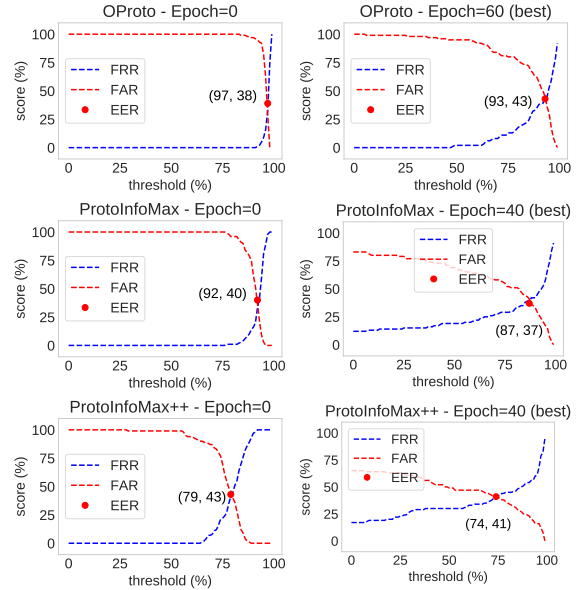 OProto - Epoch=0
score (%)
100
75
50
25
0
FRR
FAR
EER
(97, 38)
0 25 50 75 100
threshold (%)
OProto - Epoch=60 (best)
score (%)
100
75
50
25
0
FRR
FAR
EER
(93, 43)
0 25 50 75 100
threshold (%)
ProtoInfoMax - Epoch=0
score (%)
100
75
50
25
0
FRR
FAR
EER
(92, 40)
0 25 50 75 100
threshold (%)
ProtoInfoMax - Epoch=40 (best)
score (%)
100
75
50
25
0
FRR
FAR
EER
(87, 37)
0 25 50 75 100
threshold (%)
ProtoInfoMax++ - Epoch=0
score (%)
100
75
50
25
0
FRR
FAR
EER
(79, 43)
0 25 50 75 100
threshold (%)
ProtoInfoMax++ - Epoch=40 (best)
score (%)
100
75
50
25
0
FRR
FAR
EER
(74, 41)
0 25 50 75 100
threshold (%)